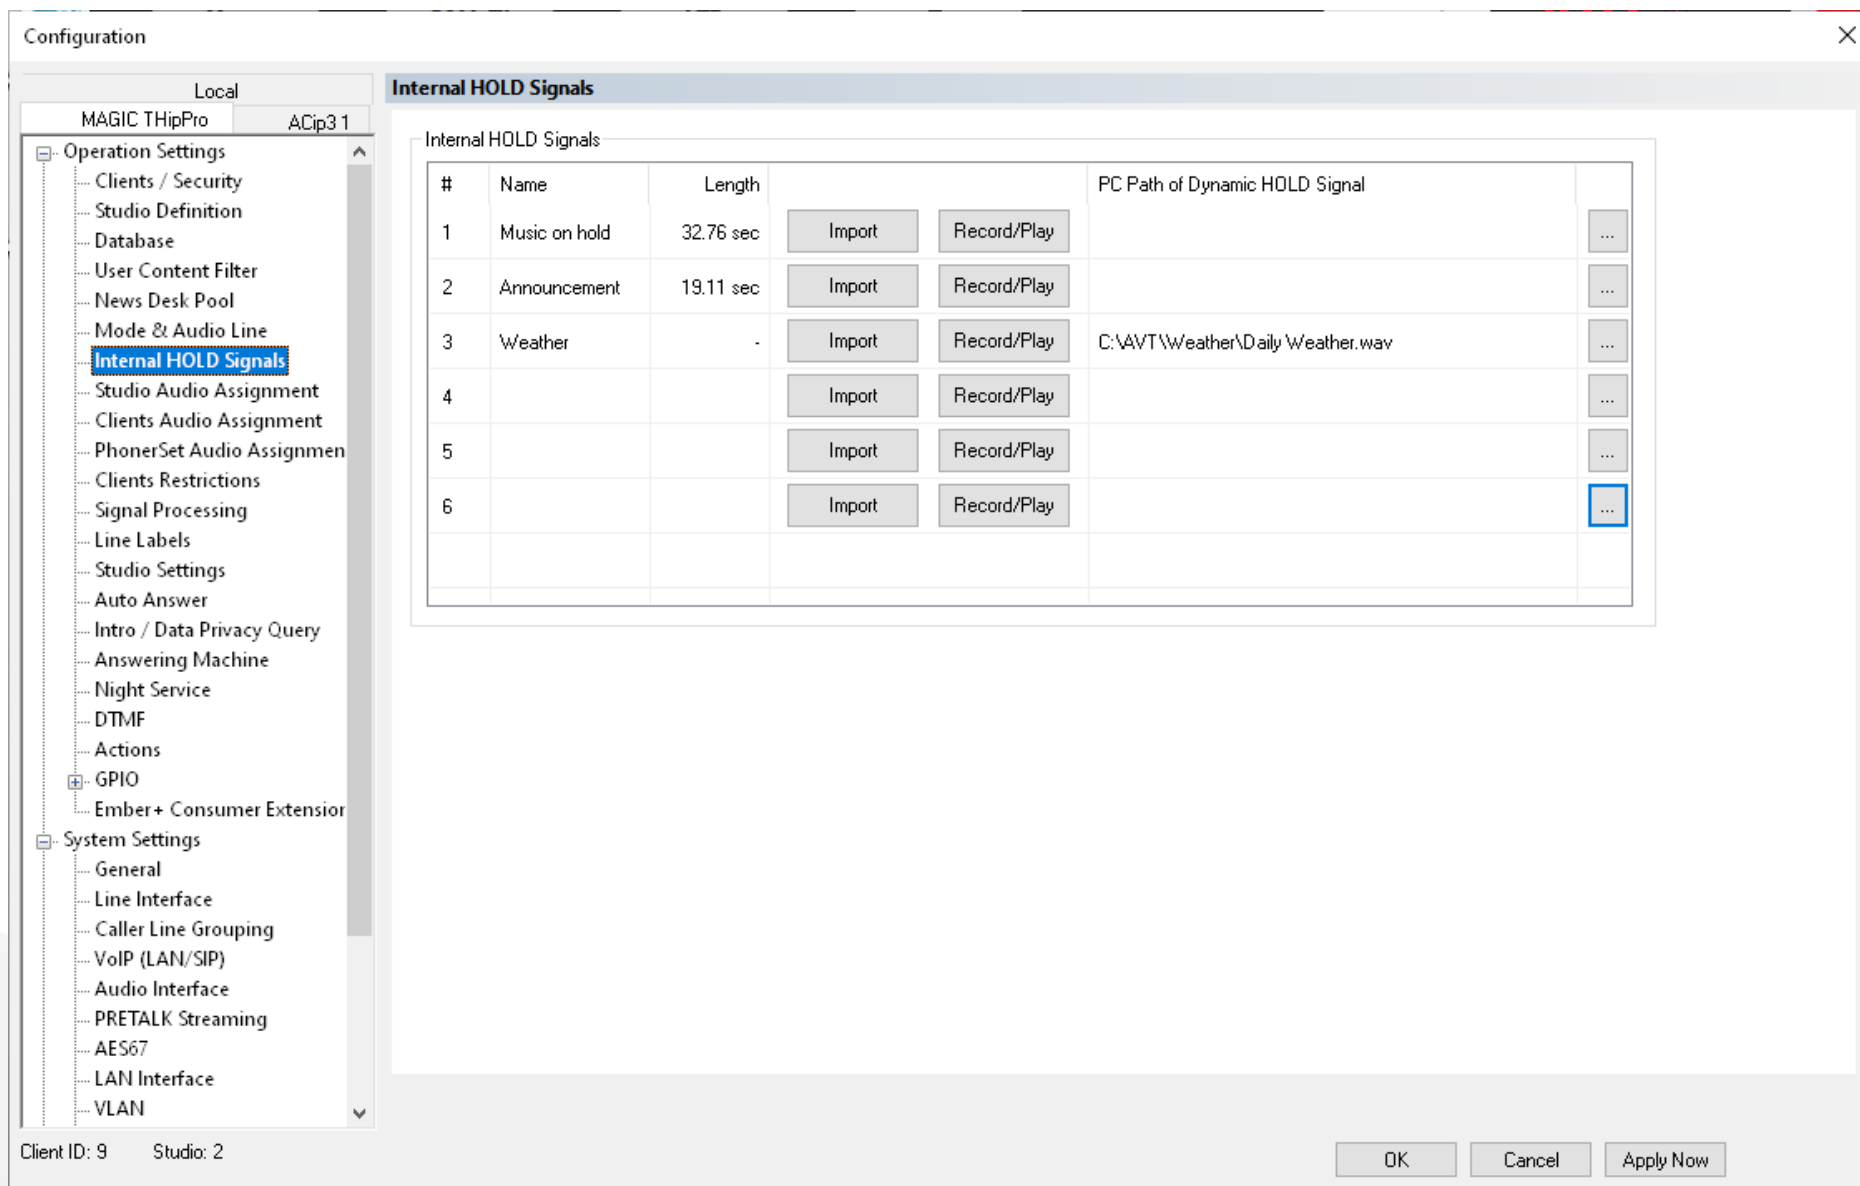 Configuration
Local
MAGIC THipPro
ACip3 1
Operation Settings
Clients / Security
Studio Definition
Database
User Content Filter
News Desk Pool
Mode & Audio Line
Internal HOLD Signals
Studio Audio Assignment
Clients Audio Assignment
PhonerSet Audio Assignmen
Clients Restrictions
Signal Processing
Line Labels
Studio Settings
Auto Answer
Intro / Data Privacy Query
Answering Machine
Night Service
DTMF
Actions
GPIO
Ember+ Consumer Extension
System Settings
General
Line Interface
Caller Line Grouping
VoIP (LAN/SIP)
Audio Interface
PRETALK Streaming
AES67
LAN Interface
VLAN
Client ID: 9 Studio: 2
Internal HOLD Signals
Internal HOLD Signals
# Name Length PC Path of Dynamic HOLD Signal
1 Music on hold 32.76 sec Import Record/Play ...
2 Announcement 19.11 sec Import Record/Play ...
3 Weather - Import Record/Play C:\AVT\Weather\Daily Weather.wav ...
4 Import Record/Play ...
5 Import Record/Play ...
6 Import Record/Play ...
OK Cancel Apply Now